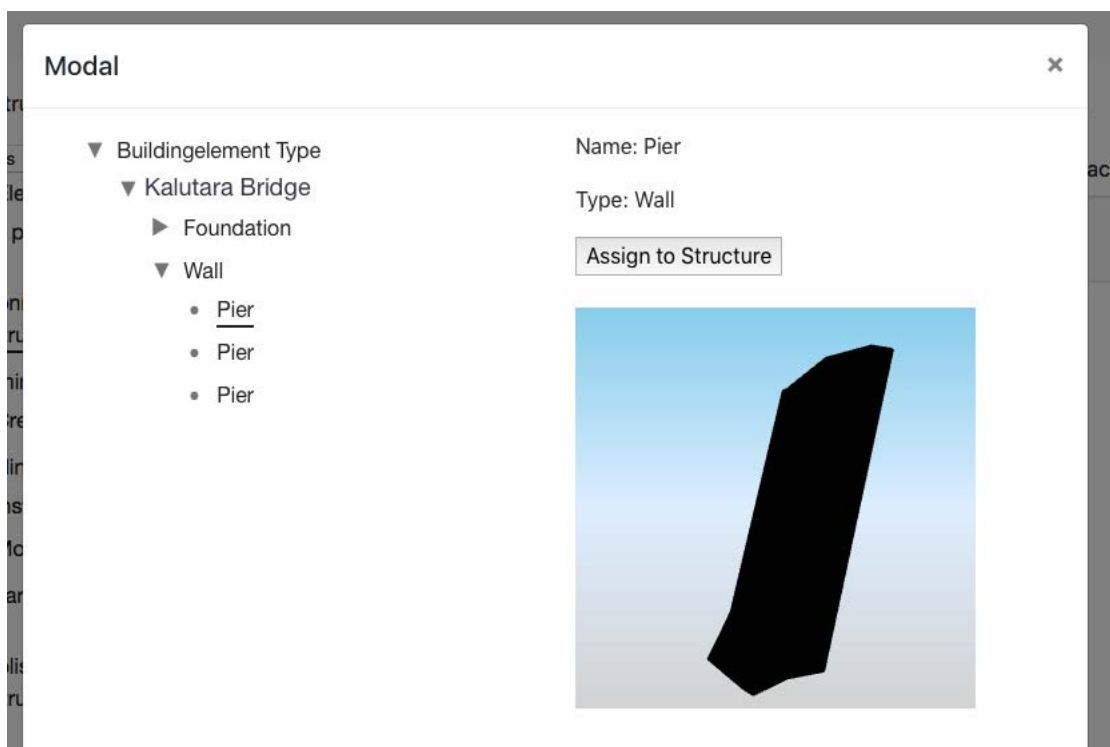 Modal
×
Buildingelement Type
Kalutara Bridge
Foundation
Wall
Pier
Pier
Pier
Name: Pier
Type: Wall
Assign to Structure